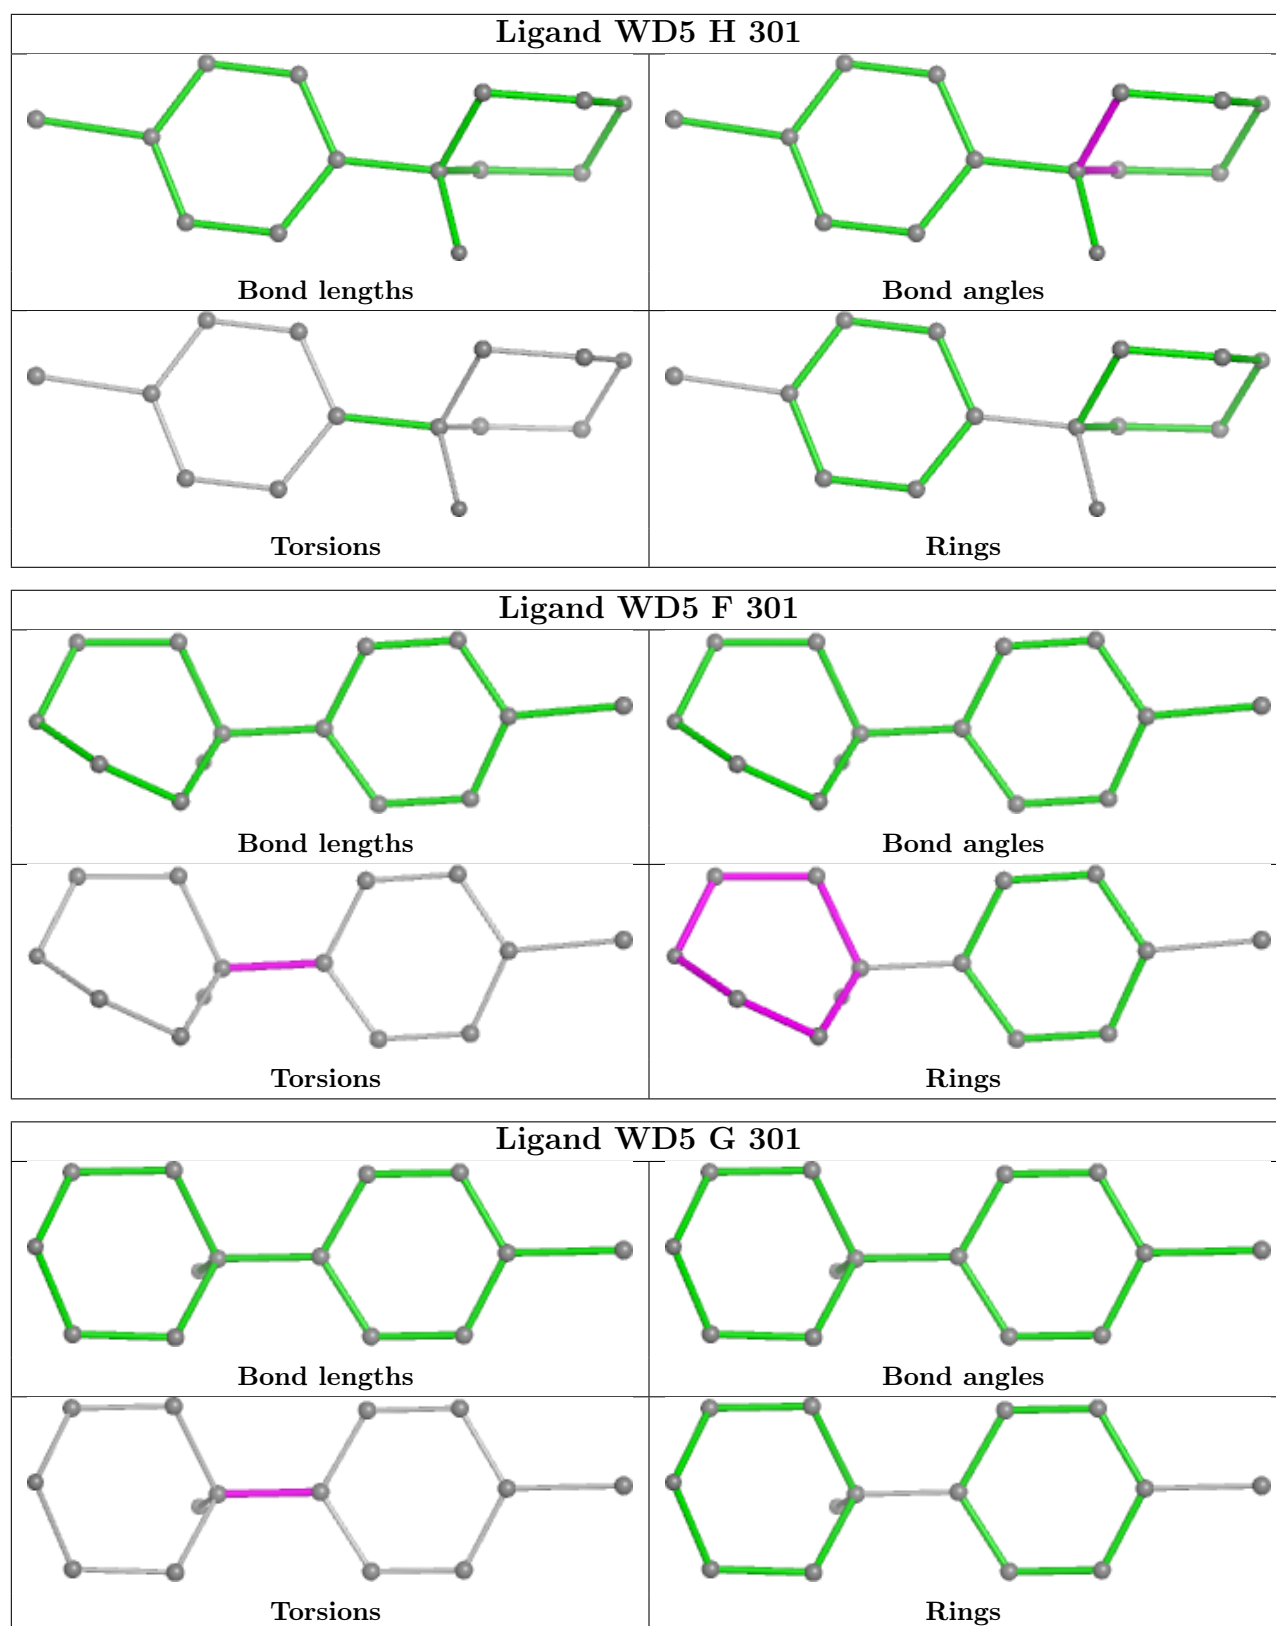 Ligand WD5 H 301
Bond lengths
Bond angles
Torsions
Rings
Ligand WD5 F 301
Bond lengths
Bond angles
Torsions
Rings
Ligand WD5 G 301
Bond lengths
Bond angles
Torsions
Rings